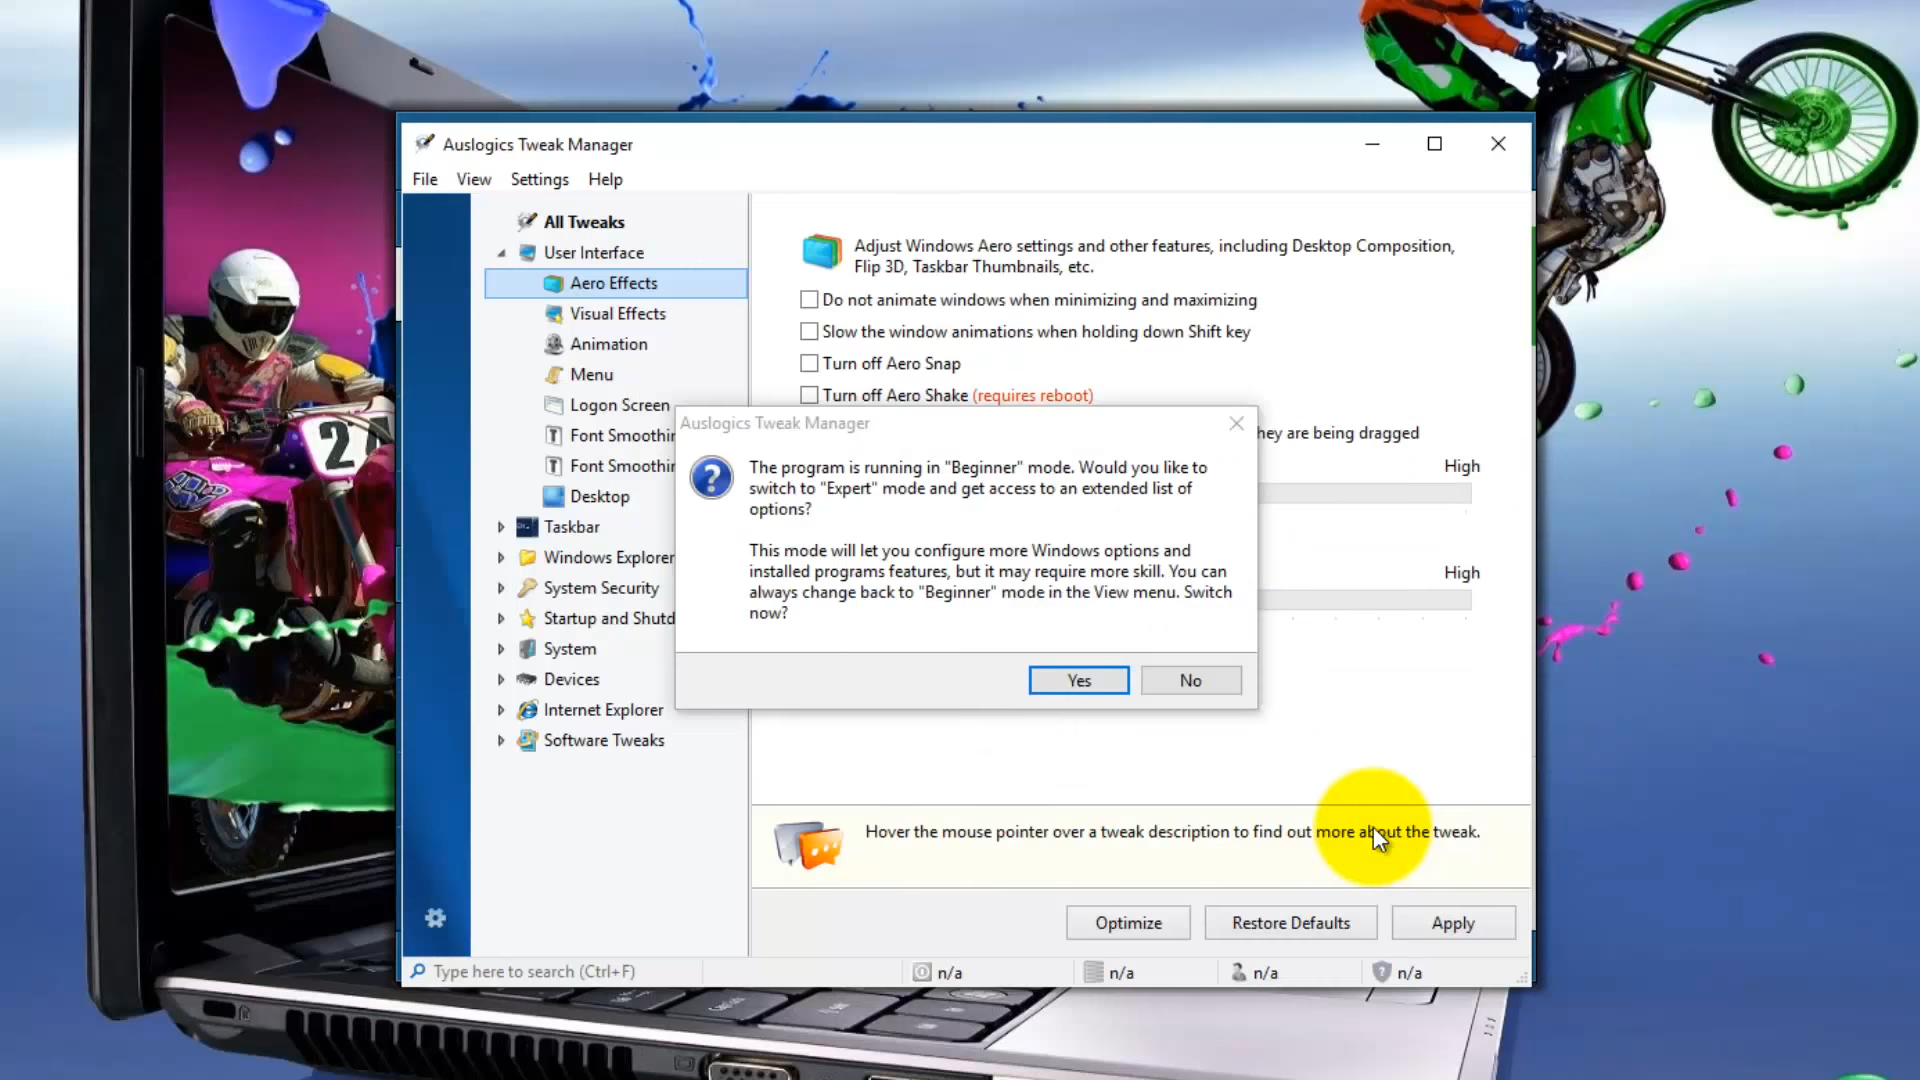 Auslogics Tweak Manager
File View Settings Help
All Tweaks
User Interface
Aero Effects
Visual Effects
Animation
Menu
Logon Screen
Font Smoothin
Font Smoothin
Desktop
Taskbar
Windows Explorer
System Security
Startup and Shutd
System
Devices
Internet Explorer
Software Tweaks
Adjust Windows Aero settings and other features, including Desktop Composition,
Flip 3D, Taskbar Thumbnails, etc.
Do not animate windows when minimizing and maximizing
Slow the window animations when holding down Shift key
Turn off Aero Snap
Turn off Aero Shake (requires reboot)
hey are being dragged
High
High
Auslogics Tweak Manager
The program is running in "Beginner" mode. Would you like to
switch to "Expert" mode and get access to an extended list of
options?
This mode will let you configure more Windows options and
installed programs features, but it may require more skill. You can
always change back to "Beginner" mode in the View menu. Switch
now?
Yes No
Hover the mouse pointer over a tweak description to find out more about the tweak.
Optimize Restore Defaults Apply
Type here to search (Ctrl+F)
n/a n/a n/a n/a
24